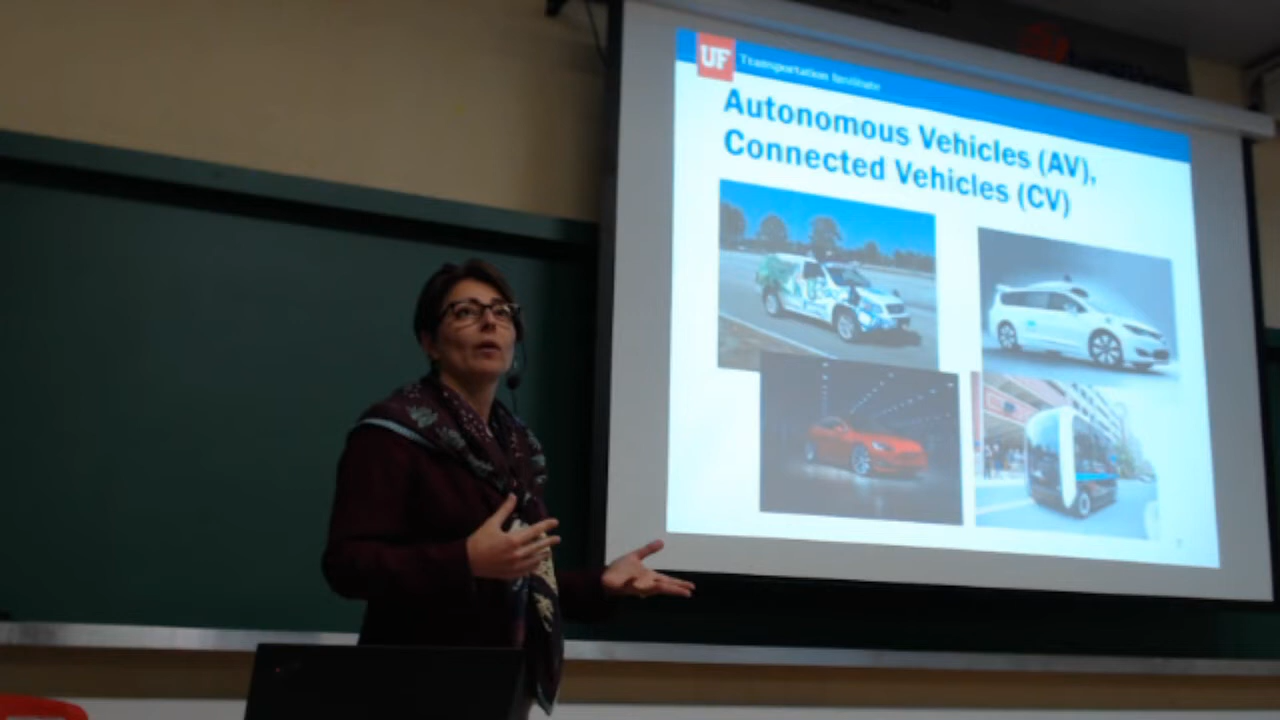 UF
Transportation Institute
Autonomous Vehicles (AV),
Connected Vehicles (CV)